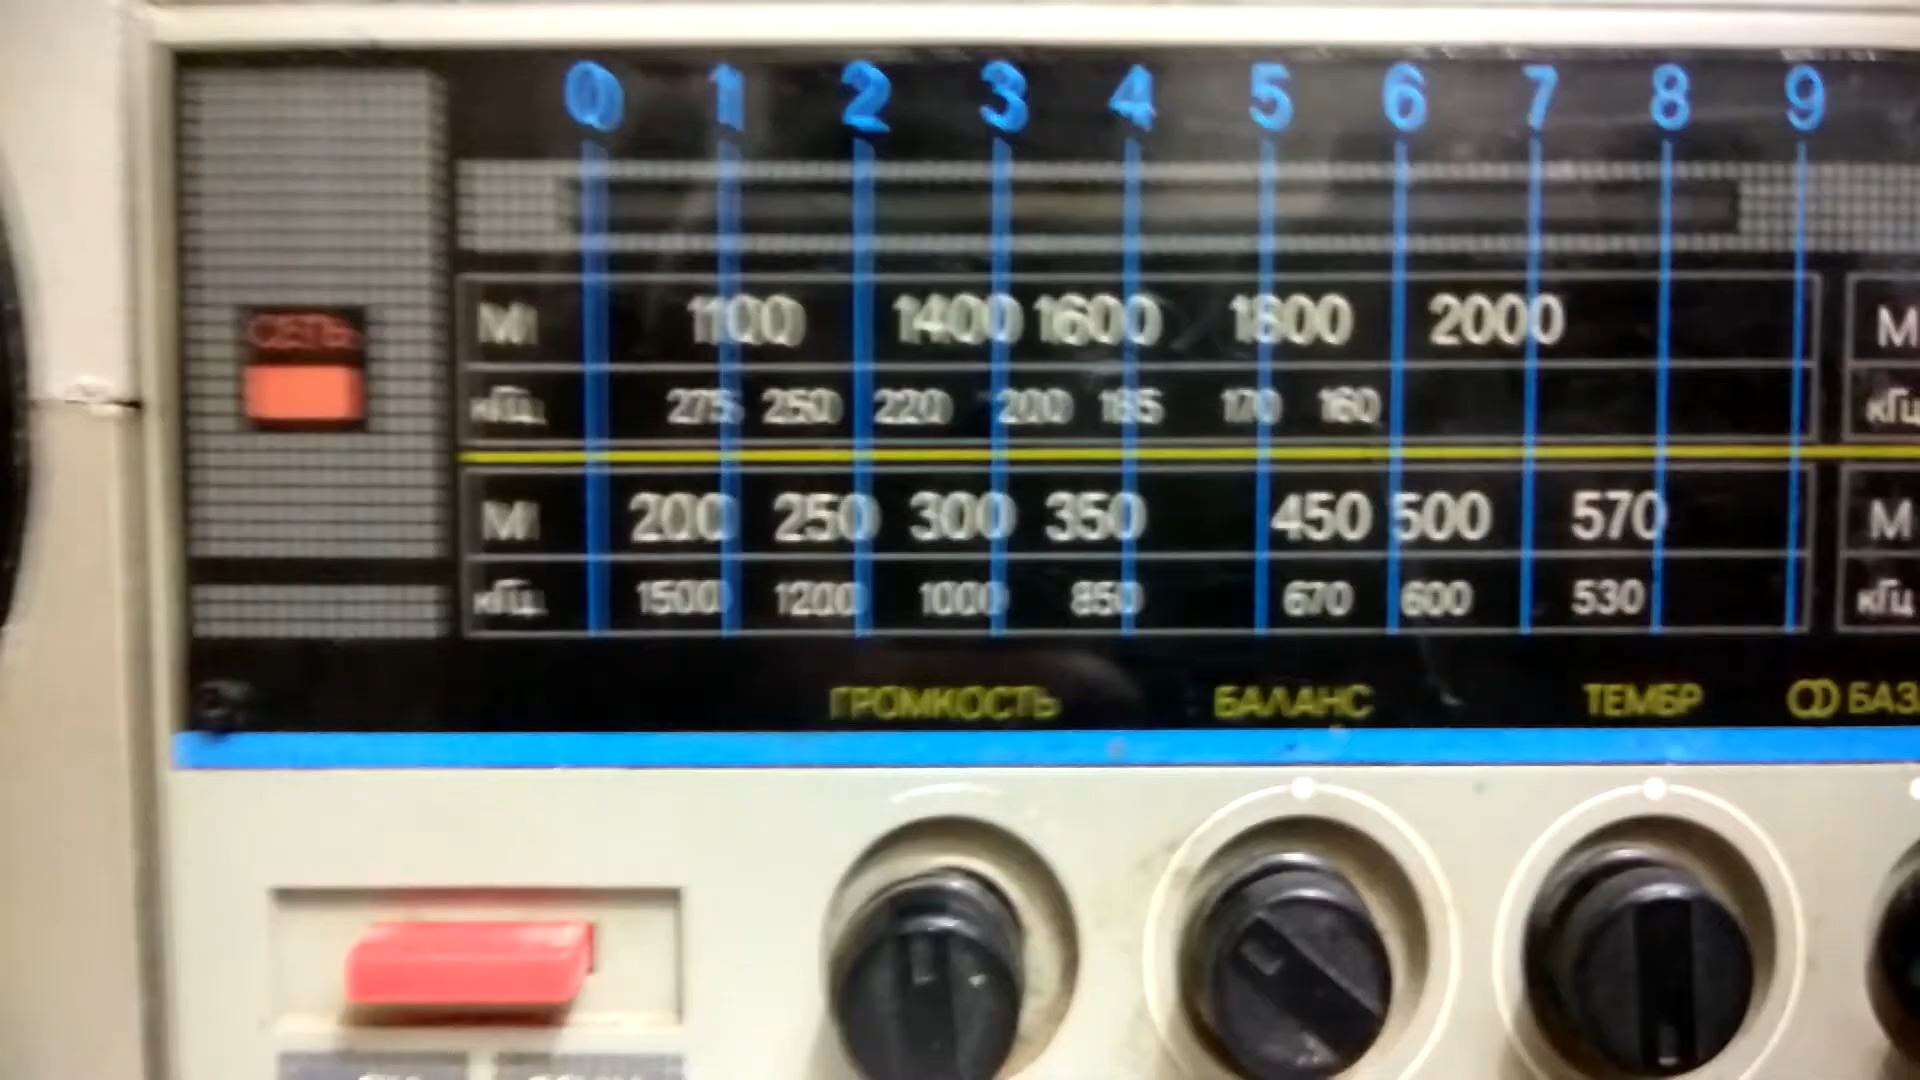 0 1 2 3 4 5 6 7 8 9
М 1100 1400 1600 1800 2000 М
СЕТЬ
кГц 275 250 220 200 185 170 160 кГц
М 200 250 300 350 450 500 570 М
кГц 1500 1200 1000 850 670 600 530 кГц
ГРОМКОСТЬ БАЛАНС ТЕМБР БАЗ